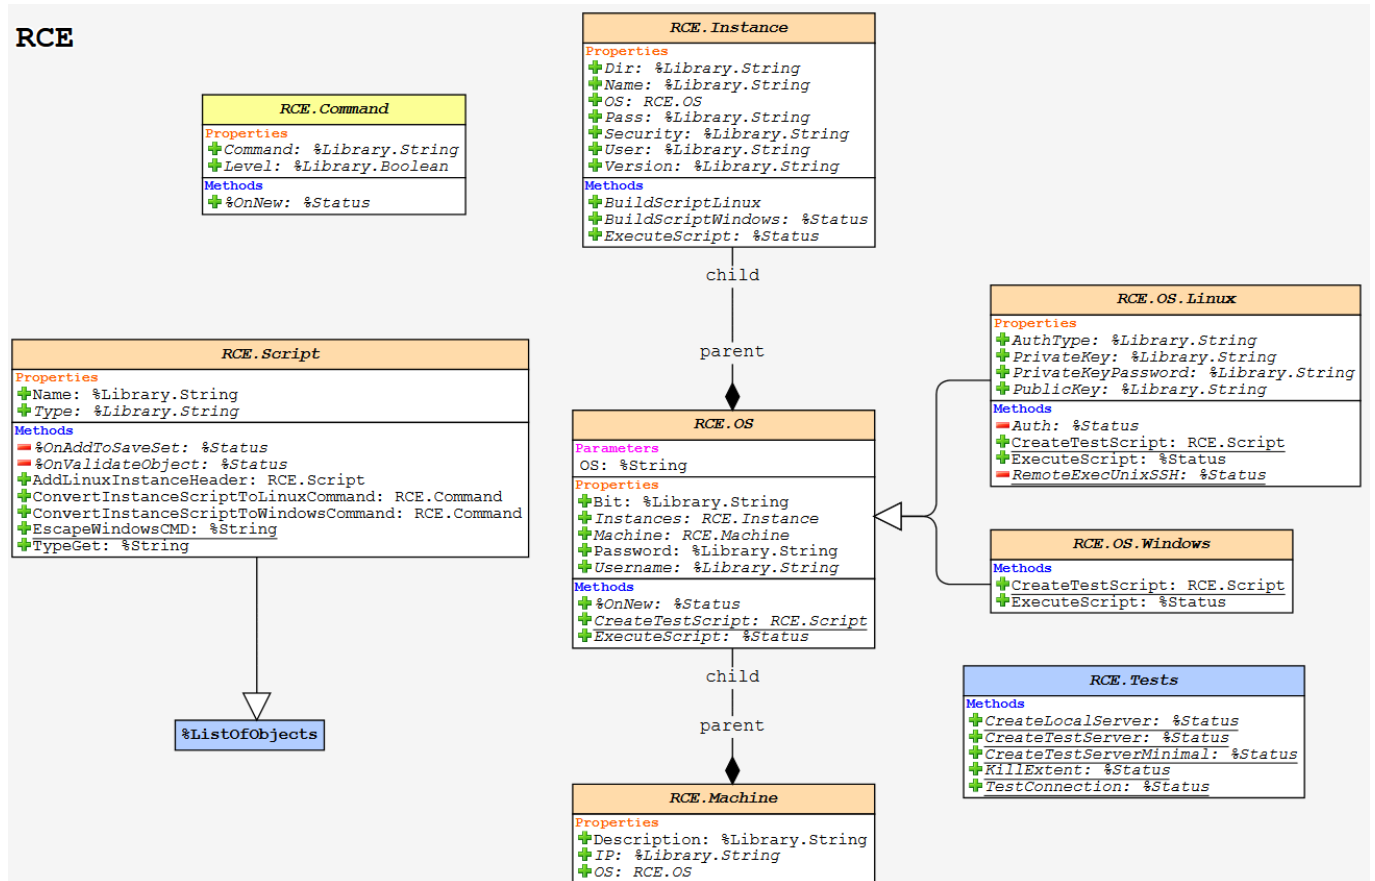 RCE
RCE.Instance
Properties
Dir: %Library.String
Name: %Library.String
OS: RCE.OS
Pass: %Library.String
Security: %Library.String
User: %Library.String
Version: %Library.String
Methods
BuildScriptLinux
BuildScriptWindows: %Status
ExecuteScript: %Status
RCE.Command
Properties
Command: %Library.String
Level: %Library.Boolean
Methods
%OnNew: %Status
child
parent
RCE.OS.Linux
Properties
AuthType: %Library.String
PrivateKey: %Library.String
PrivateKeyPassword: %Library.String
PublicKey: %Library.String
Methods
Auth: %Status
CreateTestScript: RCE.Script
ExecuteScript: %Status
RemoteExecUnixSSH: %Status
RCE.Script
Properties
Name: %Library.String
Type: %Library.String
Methods
%OnAddToSaveSet: %Status
%OnValidateObject: %Status
AddLinuxInstanceHeader: RCE.Script
ConvertInstanceScriptToLinuxCommand: RCE.Command
ConvertInstanceScriptToWindowsCommand: RCE.Command
EscapeWindowsCMD: %String
TypeGet: %String
RCE.OS
Parameters
OS: %String
Properties
Bit: %Library.String
Instances: RCE.Instance
Machine: RCE.Machine
Password: %Library.String
Username: %Library.String
Methods
%OnNew: %Status
CreateTestScript: RCE.Script
ExecuteScript: %Status
RCE.OS.Windows
Methods
CreateTestScript: RCE.Script
ExecuteScript: %Status
child
parent
RCE.Tests
Methods
CreateLocalServer: %Status
CreateTestServer: %Status
CreateTestServerMinimal: %Status
KillExtent: %Status
TestConnection: %Status
%ListOfObjects
RCE.Machine
Properties
Description: %Library.String
IP: %Library.String
OS: RCE.OS